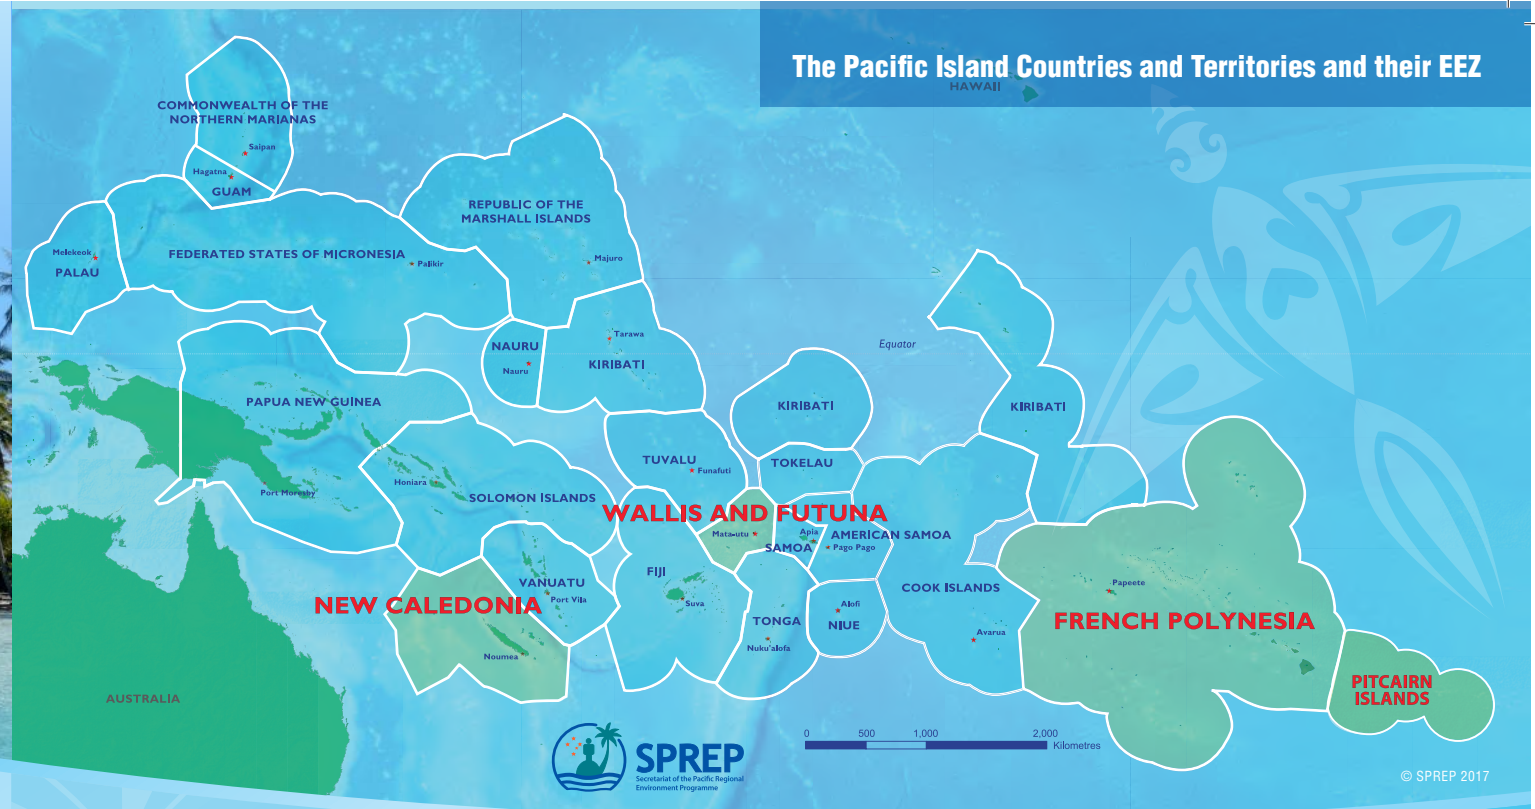 The Pacific Island Countries and Territories and their EEZ
HAWAII
COMMONWEALTH OF THE
NORTHERN MARIANAS
Saipan
Hagatna
GUAM
REPUBLIC OF THE
MARSHALL ISLANDS
Majuro
Melekeok
PALAU
FEDERATED STATES OF MICRONESIA
Palikir
NAURU
Nauru
Tarawa
KIRIBATI
Equator
PAPUA NEW GUINEA
KIRIBATI
KIRIBATI
Port Moresby
Honiara
SOLOMON ISLANDS
TUVALU
Funafuti
TOKELAU
WALLIS AND FUTUNA
Mata-utu
Apia
SAMOA
AMERICAN SAMOA
Pago Pago
FIJI
Suva
VANUATU
Port Vila
NEW CALEDONIA
Noumea
TONGA
Nuku'alofa
Alofi
NIUE
COOK ISLANDS
Avarua
Papeete
FRENCH POLYNESIA
PITCAIRN
ISLANDS
AUSTRALIA
SPREP
Secretariat of the Pacific Regional
Environment Programme
0 500 1,000 2,000
Kilometres
© SPREP 2017